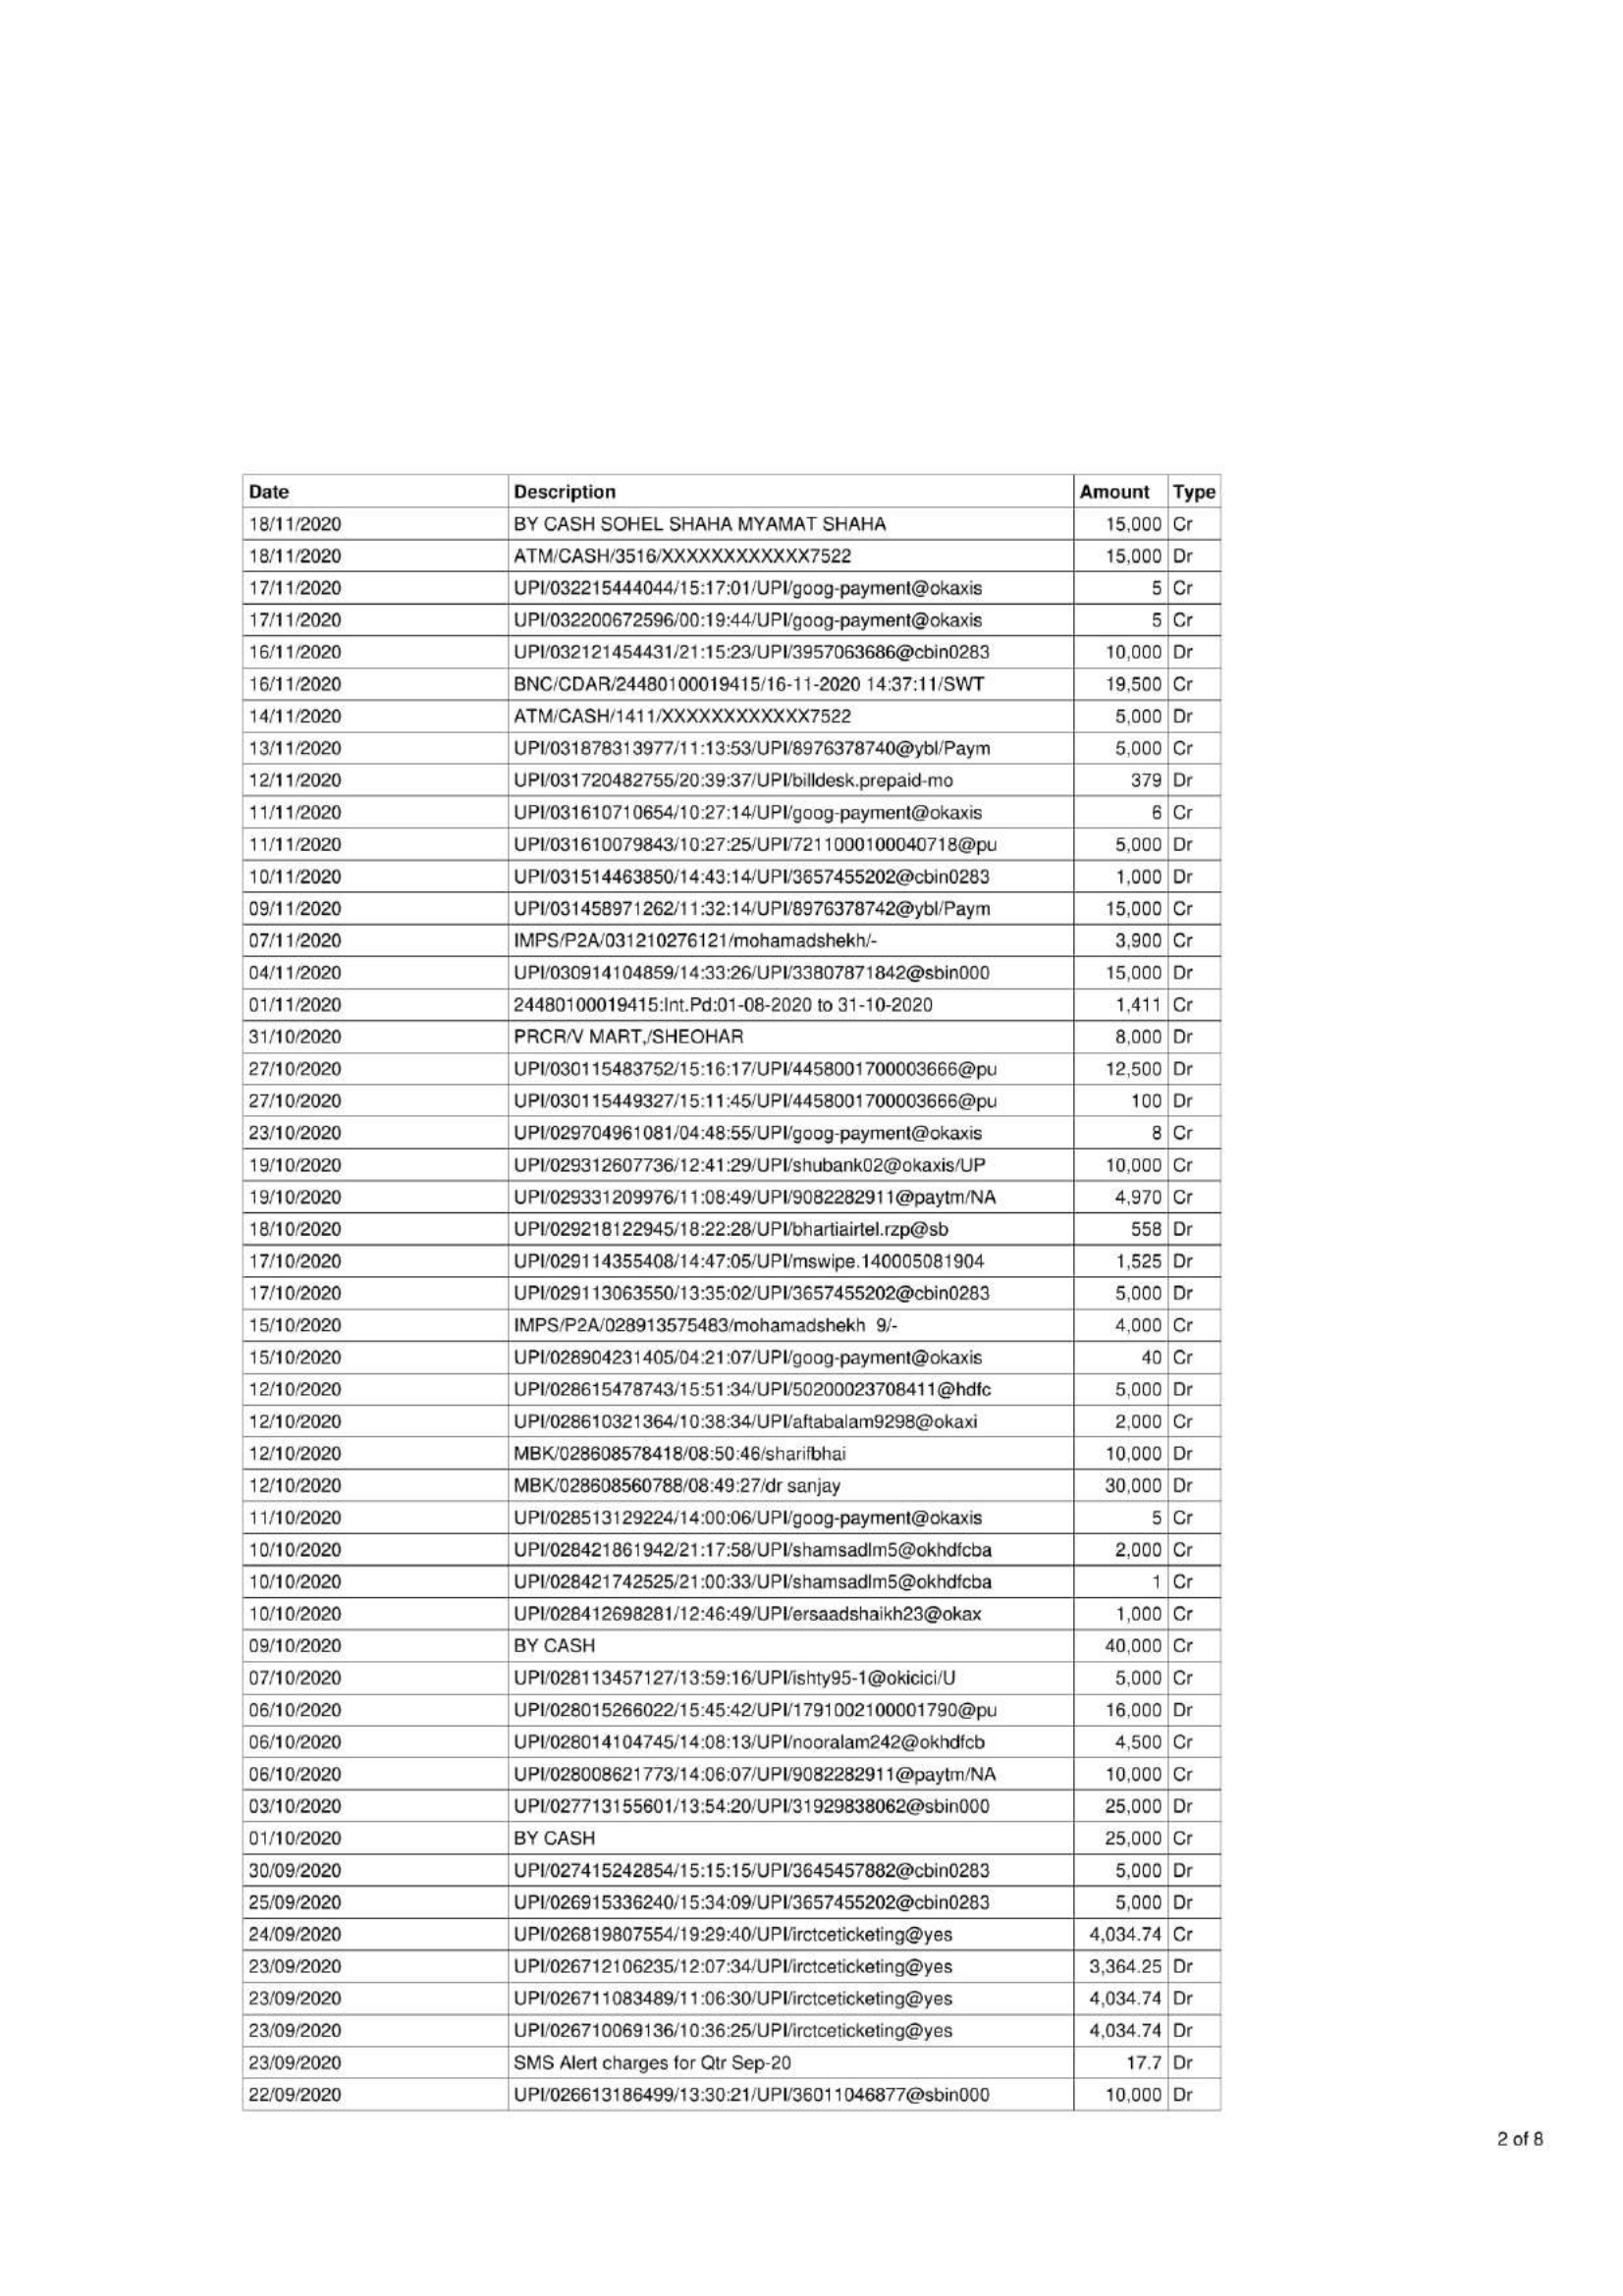 Date Description Amount Type
18/11/2020 BY CASH SOHEL SHAHA MYAMAT SHAHA 15,000 Cr
18/11/2020 ATM/CASH/3516/XXXXXXXXXXXX7522 15,000 Dr
17/11/2020 UPI/032215444044/15:17:01/UPI/goog-payment@okaxis 5 Cr
17/11/2020 UPI/032200672596/00:19:44/UPI/goog-payment@okaxis 5 Cr
16/11/2020 UPI/032121454431/21:15:23/UPI/3957063686@cbin0283 10,000 Dr
16/11/2020 BNC/CDAR/24480100019415/16-11-2020 14:37:11/SWT 19,500 Cr
14/11/2020 ATM/CASH/1411/XXXXXXXXXXXX7522 5,000 Dr
13/11/2020 UPI/031878313977/11:13:53/UPI/8976378740@ybl/Paym 5,000 Cr
12/11/2020 UPI/031720482755/20:39:37/UPI/billdesk.prepaid-mo 379 Dr
11/11/2020 UPI/031610710654/10:27:14/UPI/goog-payment@okaxis 6 Cr
11/11/2020 UPI/031610079843/10:27:25/UPI/7211000100040718@pu 5,000 Dr
10/11/2020 UPI/031514463850/14:43:14/UPI/3657455202@cbin0283 1,000 Dr
09/11/2020 UPI/031458971262/11:32:14/UPI/8976378742@ybl/Paym 15,000 Cr
07/11/2020 IMPS/P2A/031210276121/mohamadshekh/- 3,900 Cr
04/11/2020 UPI/030914104859/14:33:26/UPI/33807871842@sbin000 15,000 Dr
01/11/2020 24480100019415:Int.Pd:01-08-2020 to 31-10-2020 1,411 Cr
31/10/2020 PRCR/V MART,/SHEOHAR 8,000 Dr
27/10/2020 UPI/030115483752/15:16:17/UPI/4458001700003666@pu 12,500 Dr
27/10/2020 UPI/030115449327/15:11:45/UPI/4458001700003666@pu 100 Dr
23/10/2020 UPI/029704961081/04:48:55/UPI/goog-payment@okaxis 8 Cr
19/10/2020 UPI/029312607736/12:41:29/UPI/shubank02@okaxis/UP 10,000 Cr
19/10/2020 UPI/029331209976/11:08:49/UPI/9082282911@paytm/NA 4,970 Cr
18/10/2020 UPI/029218122945/18:22:28/UPI/bhartiairtel.rzp@sb 558 Dr
17/10/2020 UPI/029114355408/14:47:05/UPI/mswipe.140005081904 1,525 Dr
17/10/2020 UPI/029113063550/13:35:02/UPI/3657455202@cbin0283 5,000 Dr
15/10/2020 IMPS/P2A/028913575483/mohamadshekh 9/- 4,000 Cr
15/10/2020 UPI/028904231405/04:21:07/UPI/goog-payment@okaxis 40 Cr
12/10/2020 UPI/028615478743/15:51:34/UPI/50200023708411@hdfc 5,000 Dr
12/10/2020 UPI/028610321364/10:38:34/UPI/aftabalam9298@okaxi 2,000 Cr
12/10/2020 MBK/028608578418/08:50:46/sharifbhai 10,000 Dr
12/10/2020 MBK/028608560788/08:49:27/dr sanjay 30,000 Dr
11/10/2020 UPI/028513129224/14:00:06/UPI/goog-payment@okaxis 5 Cr
10/10/2020 UPI/028421861942/21:17:58/UPI/shamsadlm5@okhdfcba 2,000 Cr
10/10/2020 UPI/028421742525/21:00:33/UPI/shamsadlm5@okhdfcba 1 Cr
10/10/2020 UPI/028412698281/12:46:49/UPI/ersaadshaikh23@okax 1,000 Cr
09/10/2020 BY CASH 40,000 Cr
07/10/2020 UPI/028113457127/13:59:16/UPI/ishty95-1@okicici/U 5,000 Cr
06/10/2020 UPI/028015266022/15:45:42/UPI/1791002100001790@pu 16,000 Dr
06/10/2020 UPI/028014104745/14:08:13/UPI/nooralam242@okhdfcb 4,500 Cr
06/10/2020 UPI/028008621773/14:06:07/UPI/9082282911@paytm/NA 10,000 Cr
03/10/2020 UPI/027713155601/13:54:20/UPI/31929838062@sbin000 25,000 Dr
01/10/2020 BY CASH 25,000 Cr
30/09/2020 UPI/027415242854/15:15:15/UPI/3645457882@cbin0283 5,000 Dr
25/09/2020 UPI/026915336240/15:34:09/UPI/3657455202@cbin0283 5,000 Dr
24/09/2020 UPI/026819807554/19:29:40/UPI/irctceticketing@yes 4,034.74 Cr
23/09/2020 UPI/026712106235/12:07:34/UPI/irctceticketing@yes 3,364.25 Dr
23/09/2020 UPI/026711083489/11:06:30/UPI/irctceticketing@yes 4,034.74 Dr
23/09/2020 UPI/026710069136/10:36:25/UPI/irctceticketing@yes 4,034.74 Dr
23/09/2020 SMS Alert charges for Qtr Sep-20 17.7 Dr
22/09/2020 UPI/026613186499/13:30:21/UPI/36011046877@sbin000 10,000 Dr
2 of 8